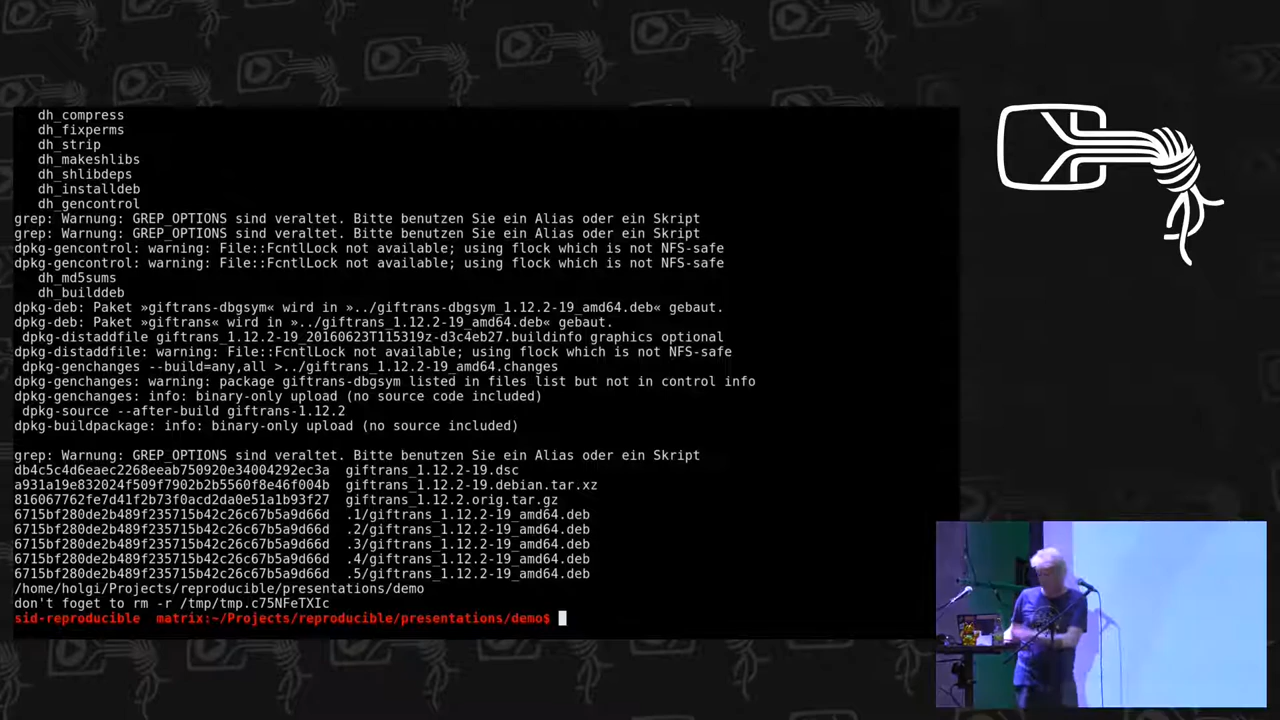 dh_compress
dh_fixperms
dh_strip
dh_makeshlibs
dh_shlibdeps
dh_installdeb
dh_gencontrol
grep: Warnung: GREP_OPTIONS sind veraltet. Bitte benutzen Sie ein Alias oder ein Skript
grep: Warnung: GREP_OPTIONS sind veraltet. Bitte benutzen Sie ein Alias oder ein Skript
dpkg-gencontrol: warning: File::FcntlLock not available; using flock which is not NFS-safe
dpkg-gencontrol: warning: File::FcntlLock not available; using flock which is not NFS-safe
dh_md5sums
dh_builddeb
dpkg-deb: Paket »giftrans-dbgsym« wird in »../giftrans-dbgsym_1.12.2-19_amd64.deb« gebaut.
dpkg-deb: Paket »giftrans« wird in »../giftrans_1.12.2-19_amd64.deb« gebaut.
dpkg-distaddfile giftrans_1.12.2-19_20160623T115319z-d3c4eb27.buildinfo graphics optional
dpkg-distaddfile: warning: File::FcntlLock not available; using flock which is not NFS-safe
dpkg-genchanges --build=any,all >../giftrans_1.12.2-19_amd64.changes
dpkg-genchanges: warning: package giftrans-dbgsym listed in files list but not in control info
dpkg-genchanges: info: binary-only upload (no source code included)
dpkg-source --after-build giftrans-1.12.2
dpkg-buildpackage: info: binary-only upload (no source included)
grep: Warnung: GREP_OPTIONS sind veraltet. Bitte benutzen Sie ein Alias oder ein Skript
db4c5c4d6eaec2268eeab750920e34004292ec3a giftrans_1.12.2-19.dsc
a931a19e832024f509f7902b2b5560f8e46f004b giftrans_1.12.2-19.debian.tar.xz
816067762fe7d41f2b73f0acd2da0e51a1b93f27 giftrans_1.12.2.orig.tar.gz
6715bf280de2b489f235715b42c26c67b5a9d66d .1/giftrans_1.12.2-19_amd64.deb
6715bf280de2b489f235715b42c26c67b5a9d66d .2/giftrans_1.12.2-19_amd64.deb
6715bf280de2b489f235715b42c26c67b5a9d66d .3/giftrans_1.12.2-19_amd64.deb
6715bf280de2b489f235715b42c26c67b5a9d66d .4/giftrans_1.12.2-19_amd64.deb
6715bf280de2b489f235715b42c26c67b5a9d66d .5/giftrans_1.12.2-19_amd64.deb
/home/holgi/Projects/reproducible/presentations/demo
don't foget to rm -r /tmp/tmp.c75NFeTXIc
sid-reproducible matrix:~/Projects/reproducible/presentations/demo$